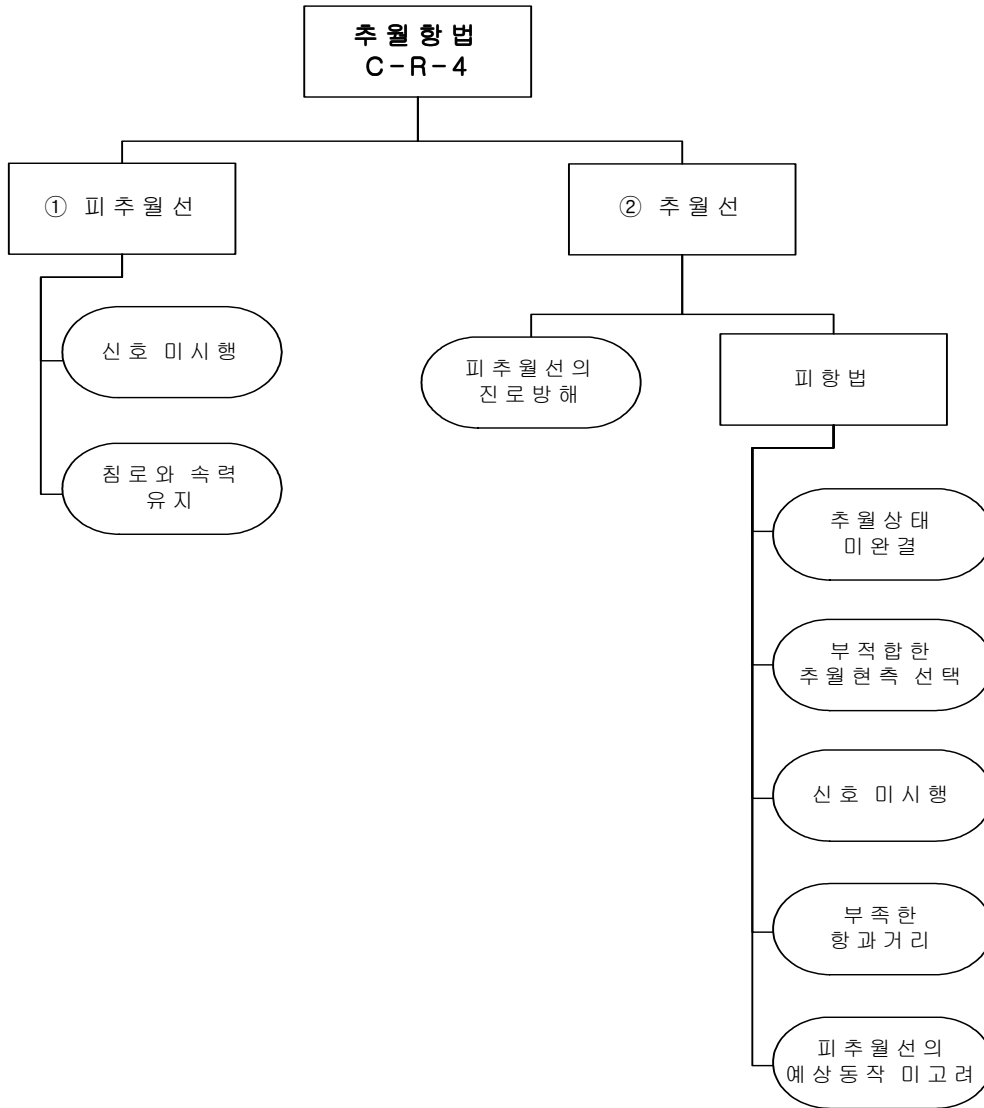 추월항법
C-R-4
① 피추월선
② 추월선
신호 미시행
침로와 속력
유지
피추월선의
진로방해
피항법
추월상태
미완결
부적합한
추월현측 선택
신호 미시행
부족한
항과거리
피추월선의
예상동작 미고려